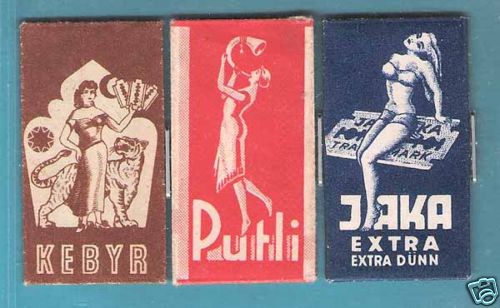 KEBYR
Putli
JAKA
EXTRA
EXTRA DÜNN